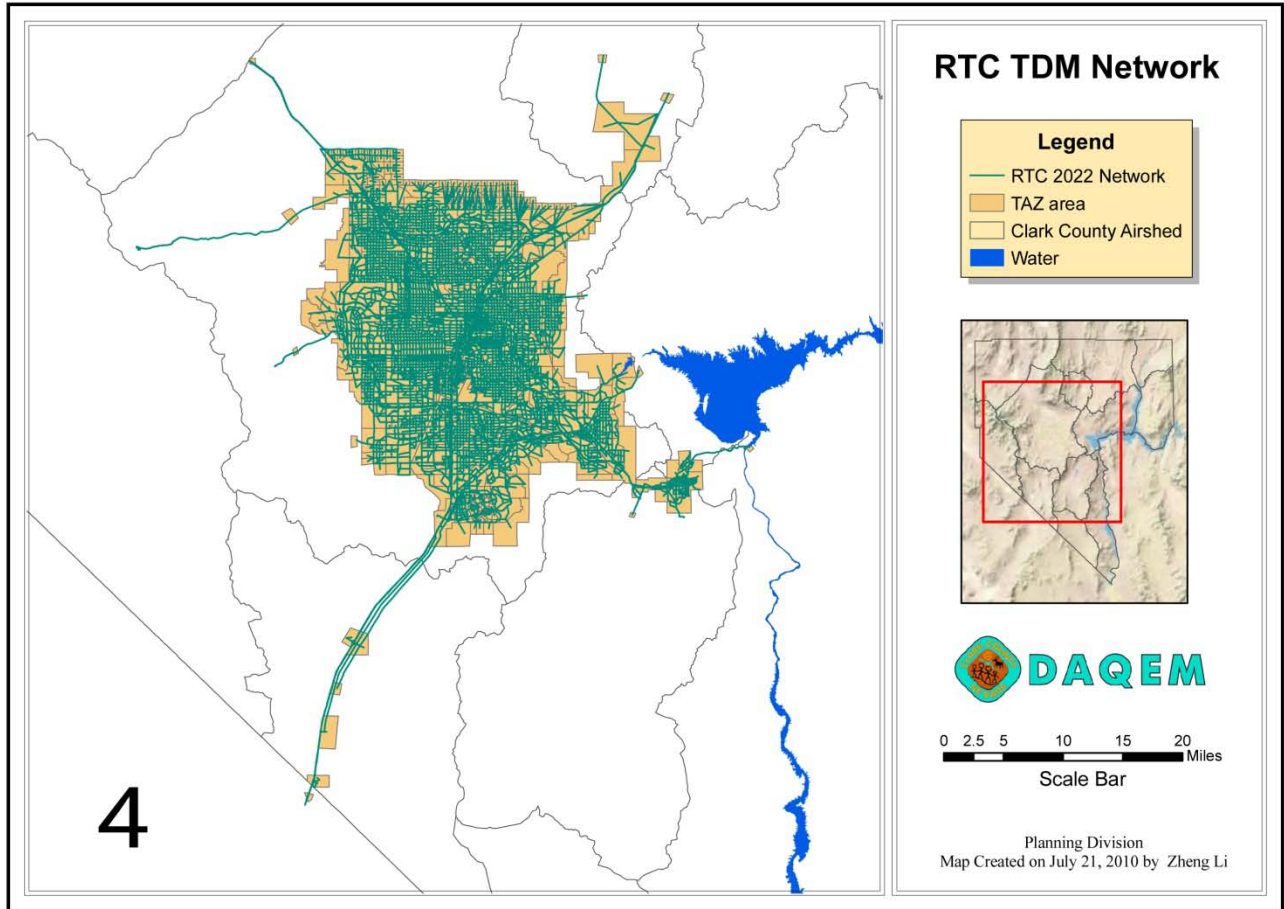 RTC TDM Network
Legend
RTC 2022 Network
TAZ area
Clark County Airshed
Water
DAQEM
0 2.5 5 10 15 20
Miles
Scale Bar
Planning Division
Map Created on July 21, 2010 by Zheng Li
4